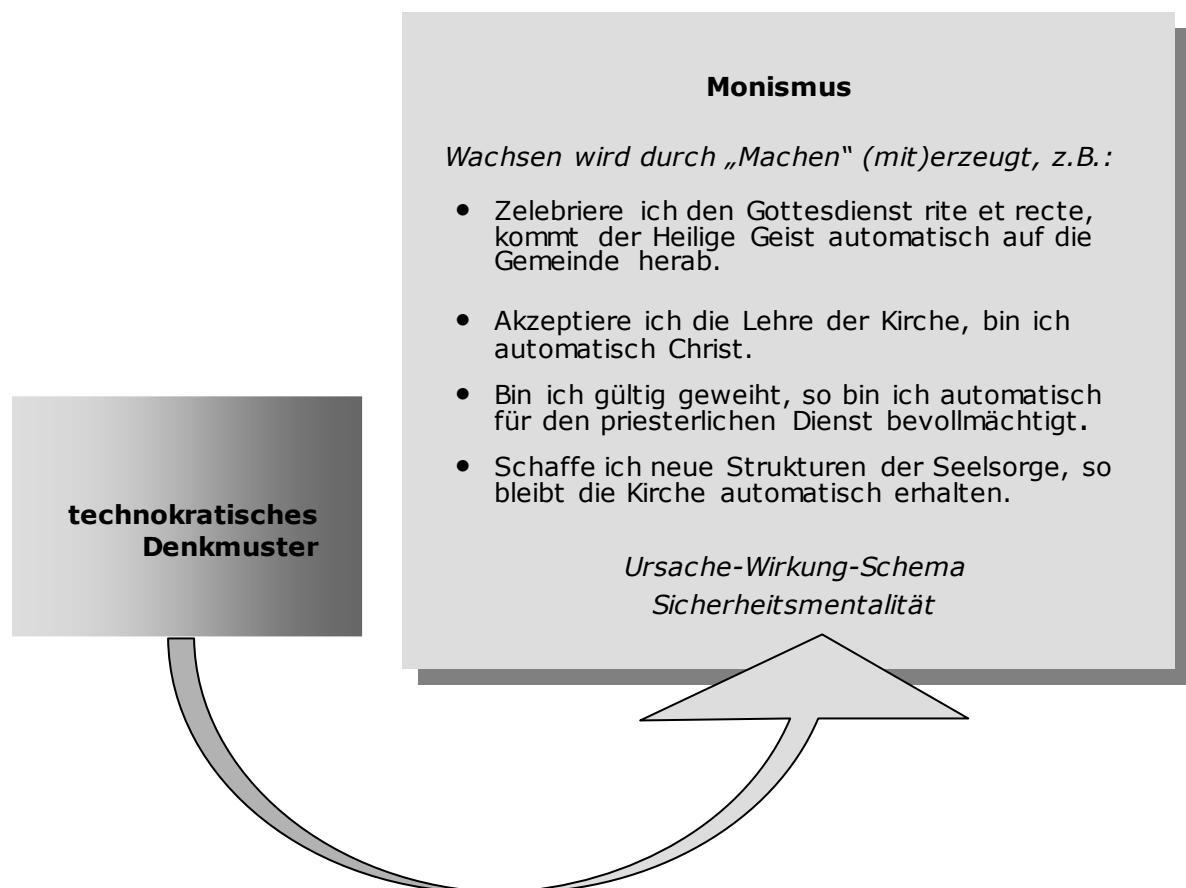 Monismus
Wachsen wird durch „Machen“ (mit)erzeugt, z.B.:
• Zelebriere ich den Gottesdienst rite et recte,
kommt der Heilige Geist automatisch auf die
Gemeinde herab.
• Akzeptiere ich die Lehre der Kirche, bin ich
automatisch Christ.
• Bin ich gültig geweiht, so bin ich automatisch
für den priesterlichen Dienst bevollmächtigt.
• Schaffe ich neue Strukturen der Seelsorge, so
bleibt die Kirche automatisch erhalten.
Ursache-Wirkung-Schema
Sicherheitsmentalität
technokratisches
Denkmuster